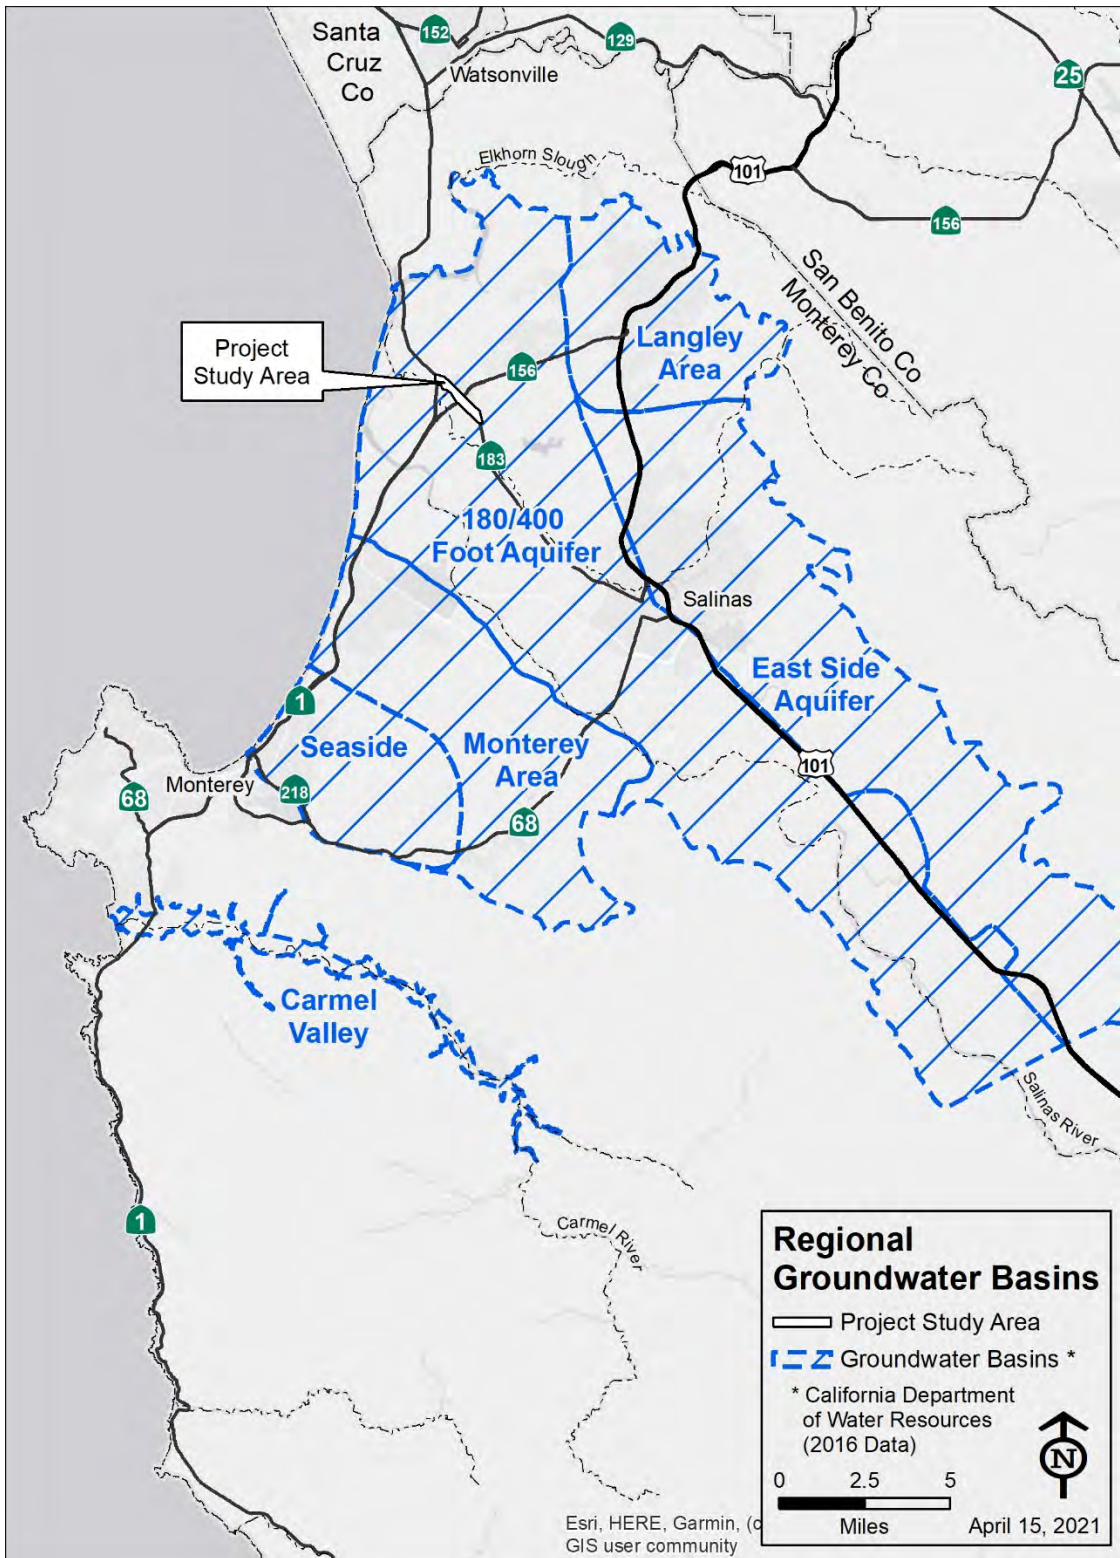 Santa
Cruz
Co
152
129
25
Watsonville
Elkhorn Slough
101
156
San Benito Co
Monterey Co
Langley
Area
Project
Study Area
156
183
180/400
Foot Aquifer
Salinas
East Side
Aquifer
1
Seaside
Monterey
Area
101
Monterey
68
218
68
Carmel
Valley
Salinas River
Carmel River
1
Regional
Groundwater Basins
Project Study Area
Groundwater Basins *
* California Department
of Water Resources
(2016 Data)
N
0 2.5 5
Miles
April 15, 2021
Esri, HERE, Garmin, (c
GIS user community